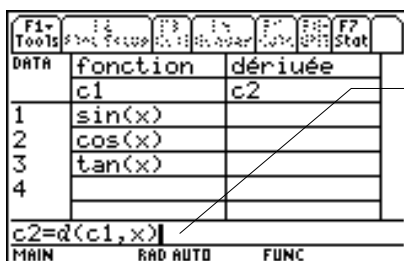 F1 Tools F7 Stat
DATA fonction dériuée
c1 c2
1 sin(x)
2 cos(x)
3 tan(x)
4
c2=d(c1,x)
MAIN RAD AUTO FUNC